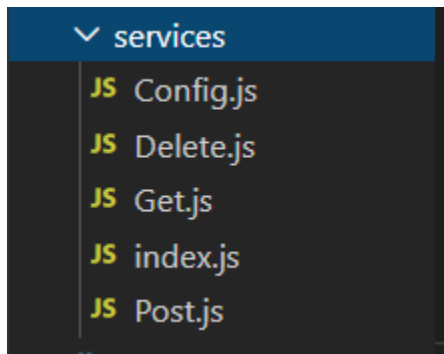 services
JS Config.js
JS Delete.js
JS Get.js
JS index.js
JS Post.js